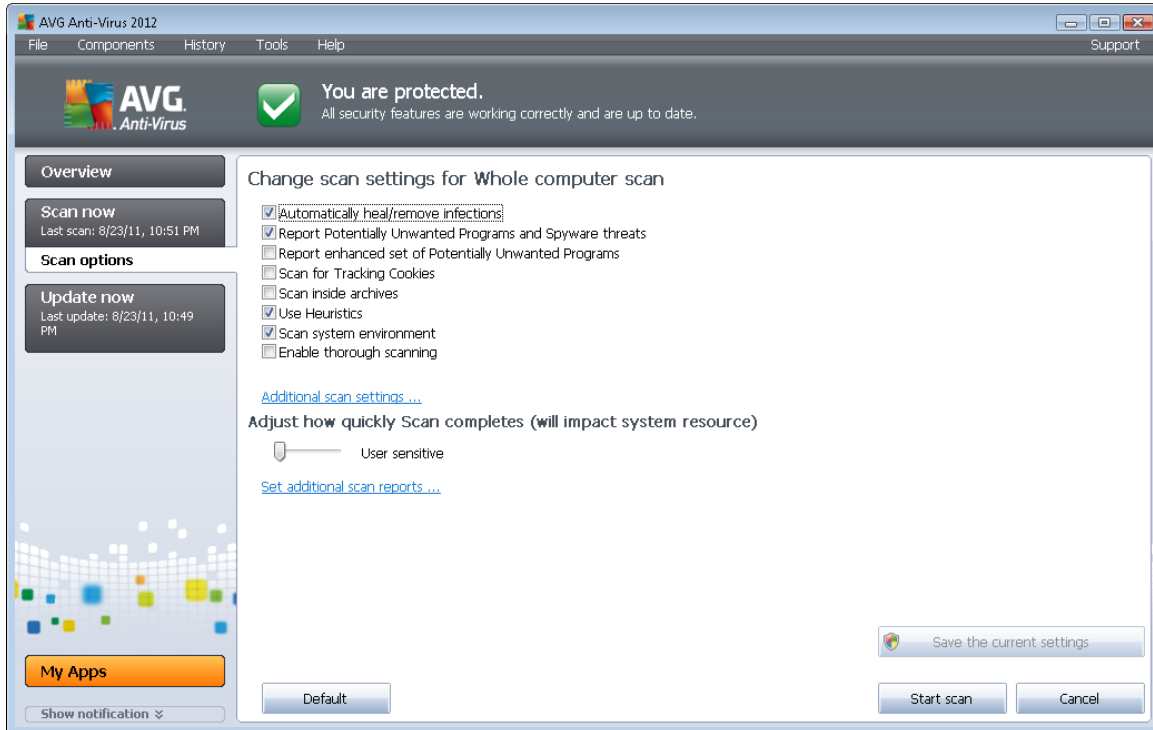 AVG Anti-Virus 2012
File Components History Tools Help Support
AVG.
Anti-Virus
You are protected.
All security features are working correctly and are up to date.
Overview
Scan now
Last scan: 8/23/11, 10:51 PM
Scan options
Update now
Last update: 8/23/11, 10:49
PM
My Apps
Show notification
Change scan settings for Whole computer scan
Automatically heal/remove infections
Report Potentially Unwanted Programs and Spyware threats
Report enhanced set of Potentially Unwanted Programs
Scan for Tracking Cookies
Scan inside archives
Use Heuristics
Scan system environment
Enable thorough scanning
Additional scan settings ...
Adjust how quickly Scan completes (will impact system resource)
User sensitive
Set additional scan reports ...
Save the current settings
Default
Start scan
Cancel